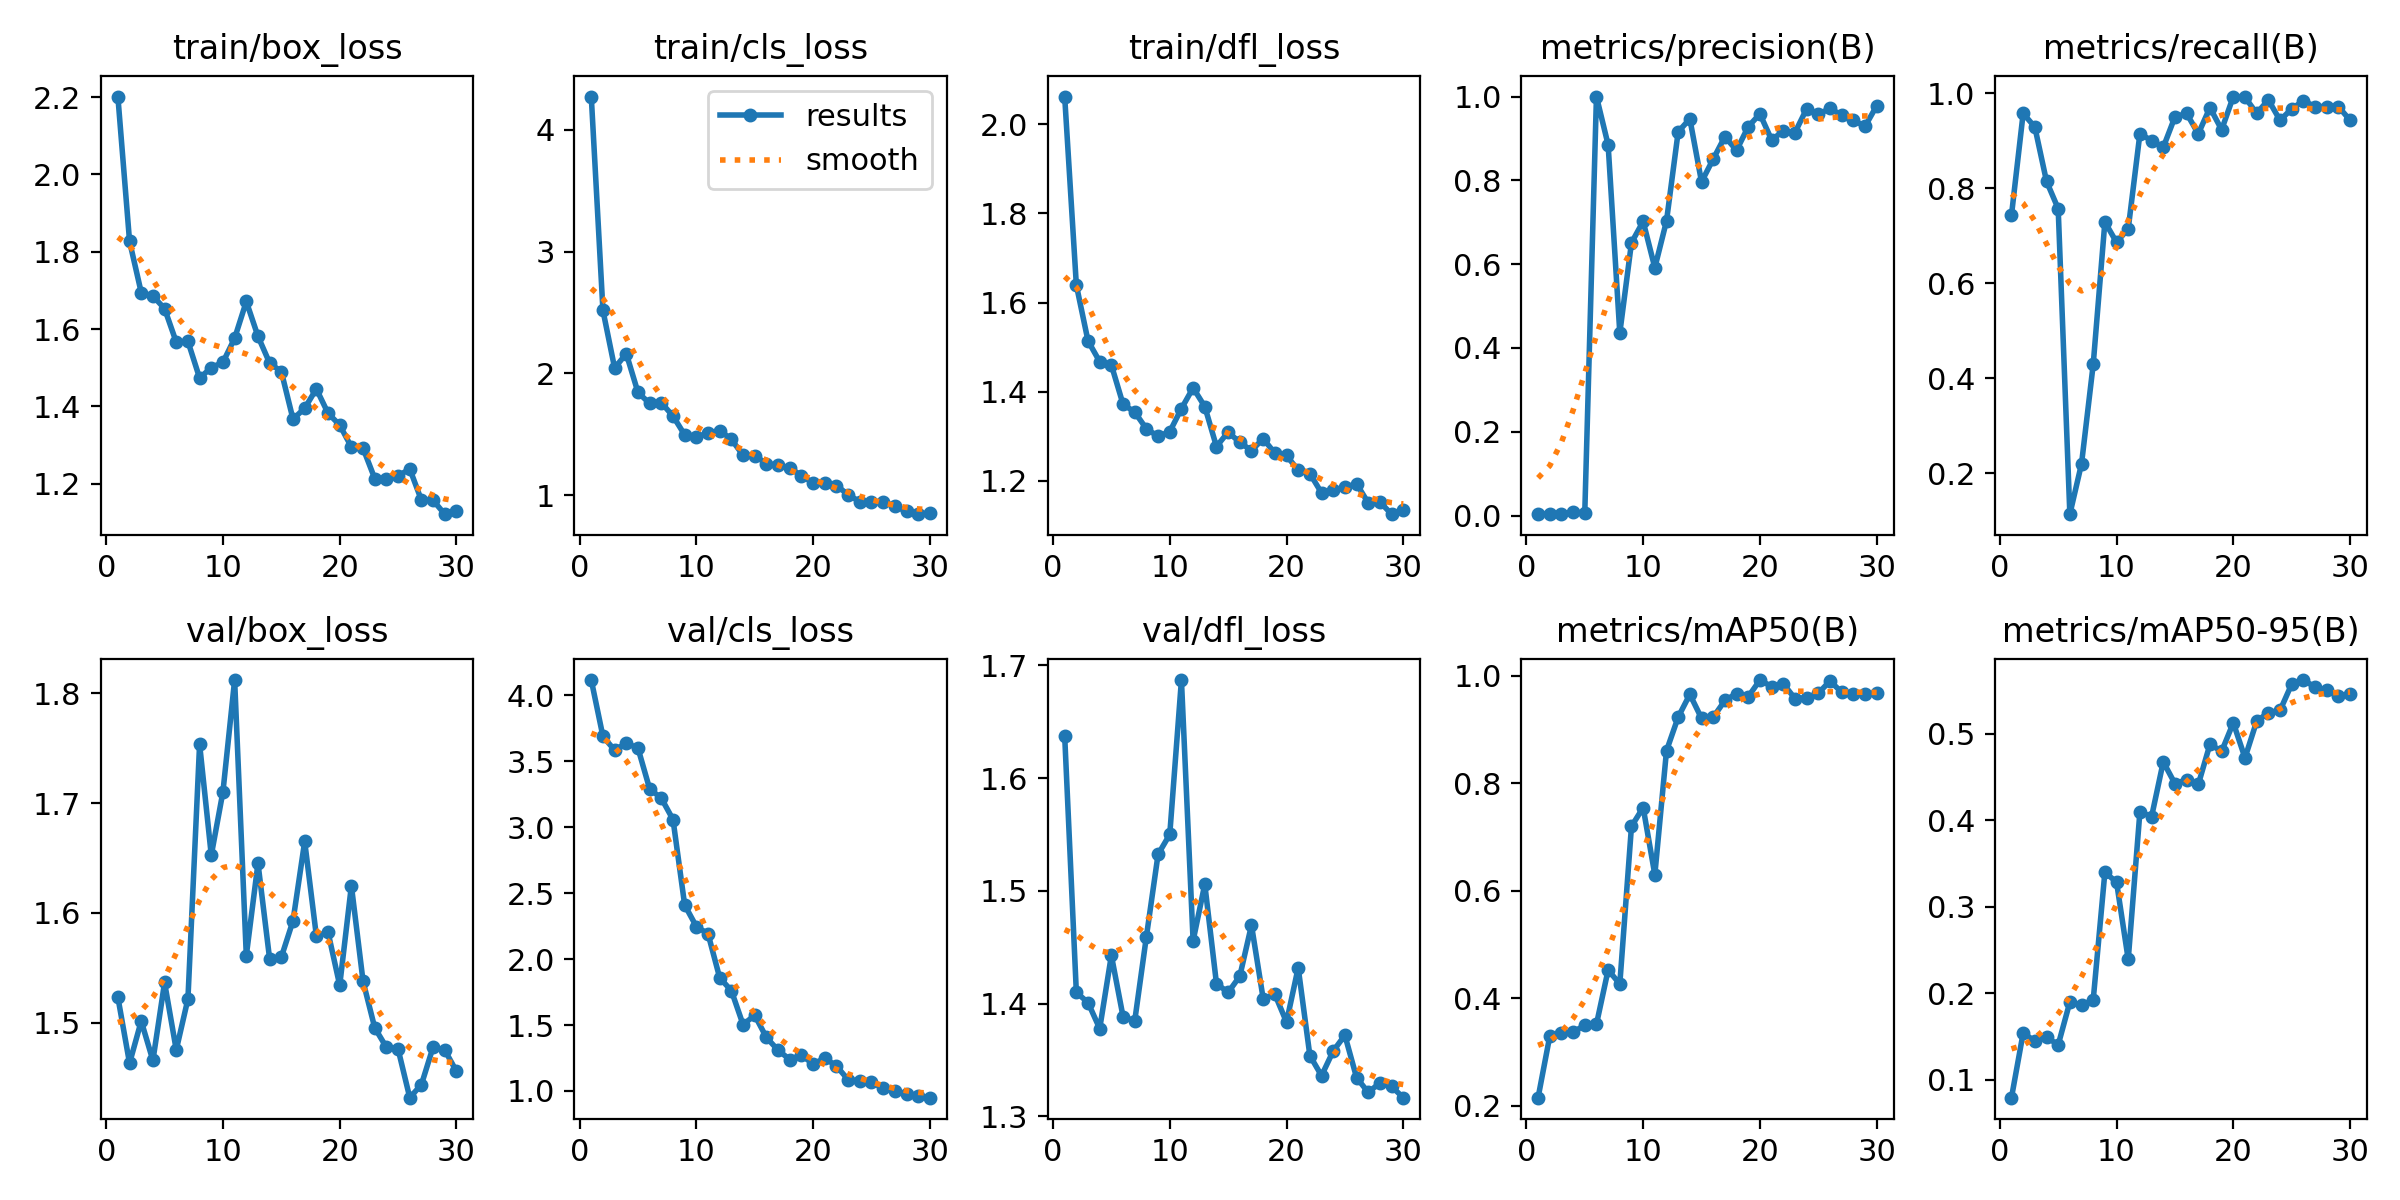 train/box_loss
train/cls_loss
train/dfl_loss
metrics/precision(B)
metrics/recall(B)
2.2
2.0
1.8
1.6
1.4
1.2
0 10 20 30
results
smooth
4
3
2
1
0 10 20 30
2.0
1.8
1.6
1.4
1.2
0 10 20 30
1.0
0.8
0.6
0.4
0.2
0.0
0 10 20 30
1.0
0.8
0.6
0.4
0.2
0 10 20 30
val/box_loss
val/cls_loss
val/dfl_loss
metrics/mAP50(B)
metrics/mAP50-95(B)
1.8
1.7
1.6
1.5
0 10 20 30
4.0
3.5
3.0
2.5
2.0
1.5
1.0
0 10 20 30
1.7
1.6
1.5
1.4
1.3
0 10 20 30
1.0
0.8
0.6
0.4
0.2
0 10 20 30
0.5
0.4
0.3
0.2
0.1
0 10 20 30